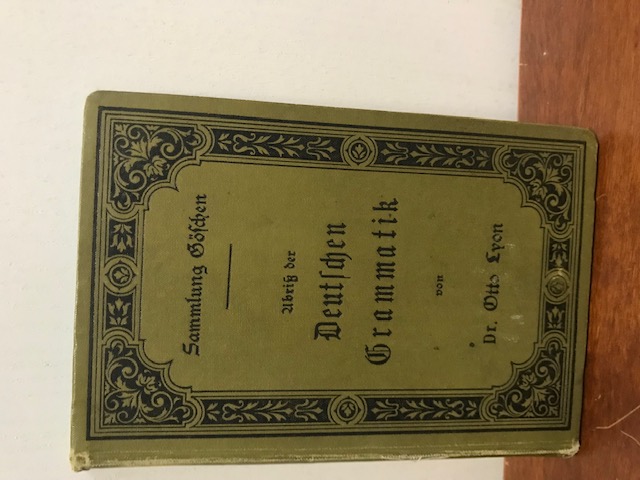 Sammlung Göschen
Abriß der
Deutschen
Grammatik
von
Dr. Otto Lyon